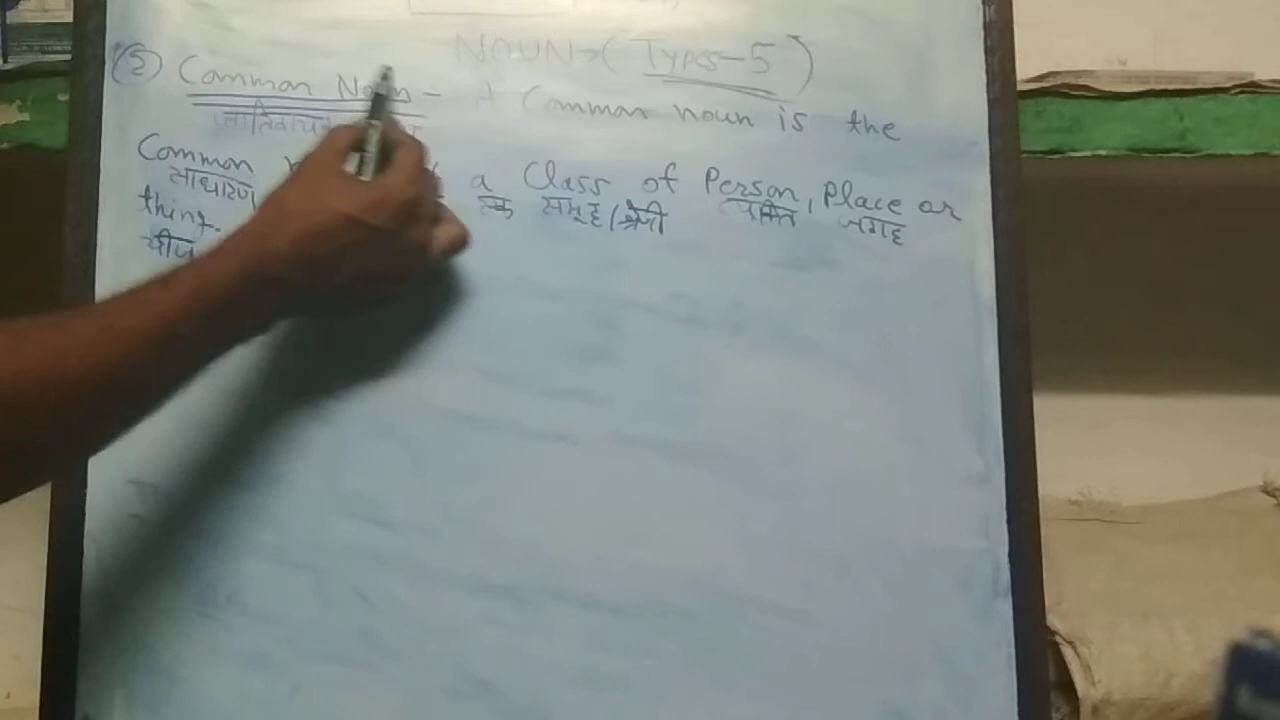 NOUN→( Types-5 )
(2) Common Noun - A Common noun is the
Common a Class of Person, Place or
साधारण एक समूह/श्रेणी व्यक्ति जगह
thing.
चीज